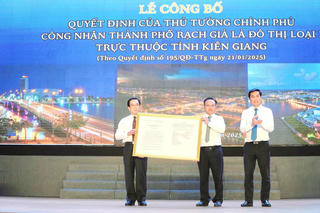 LỄ CÔNG BỐ
QUYẾT ĐỊNH CỦA THỦ TƯỚNG CHÍNH PHỦ
CÔNG NHẬN THÀNH PHỐ RẠCH GIÁ LÀ ĐÔ THỊ LOẠI
TRỰC THUỘC TỈNH KIÊN GIANG
(Theo Quyết định số 195/QĐ-TTg ngày 21/01/2025)